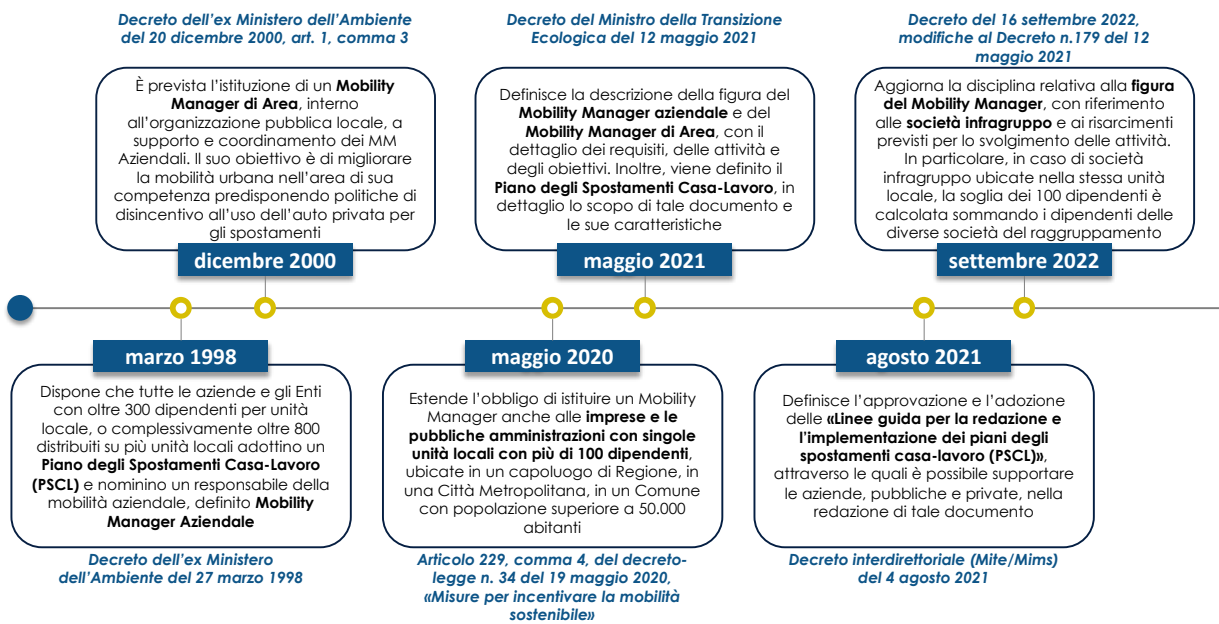 Decreto dell'ex Ministero dell'Ambiente
del 20 dicembre 2000, art. 1, comma 3
È prevista l'istituzione di un Mobility
Manager di Area, interno
all'organizzazione pubblica locale, a
supporto e coordinamento dei MM
Aziendali. Il suo obiettivo è di migliorare
la mobilità urbana nell'area di sua
competenza predisponendo politiche di
disincentivo all'uso dell'auto privata per
gli spostamenti
dicembre 2000
Decreto del Ministro della Transizione
Ecologica del 12 maggio 2021
Definisce la descrizione della figura del
Mobility Manager aziendale e del
Mobility Manager di Area, con il
dettaglio dei requisiti, delle attività e
degli obiettivi. Inoltre, viene definito il
Piano degli Spostamenti Casa-Lavoro, in
dettaglio lo scopo di tale documento e
le sue caratteristiche
maggio 2021
Decreto del 16 settembre 2022,
modifiche al Decreto n.179 del 12
maggio 2021
Aggiorna la disciplina relativa alla figura
del Mobility Manager, con riferimento
alle società infragruppo e ai risarcimenti
previsti per lo svolgimento delle attività.
In particolare, in caso di società
infragruppo ubicate nella stessa unità
locale, la soglia dei 100 dipendenti è
calcolata sommando i dipendenti delle
diverse società del raggruppamento
settembre 2022
marzo 1998
Dispone che tutte le aziende e gli Enti
con oltre 300 dipendenti per unità
locale, o complessivamente oltre 800
distribuiti su più unità locali adottino un
Piano degli Spostamenti Casa-Lavoro
(PSCL) e nominino un responsabile della
mobilità aziendale, definito Mobility
Manager Aziendale
Decreto dell'ex Ministero
dell'Ambiente del 27 marzo 1998
maggio 2020
Estende l'obbligo di istituire un Mobility
Manager anche alle imprese e le
pubbliche amministrazioni con singole
unità locali con più di 100 dipendenti,
ubicate in un capoluogo di Regione, in
una Città Metropolitana, in un Comune
con popolazione superiore a 50.000
abitanti
Articolo 229, comma 4, del decreto-
legge n. 34 del 19 maggio 2020,
«Misure per incentivare la mobilità
sostenibile»
agosto 2021
Definisce l'approvazione e l'adozione
delle «Linee guida per la redazione e
l'implementazione dei piani degli
spostamenti casa-lavoro (PSCL)»,
attraverso le quali è possibile supportare
le aziende, pubbliche e private, nella
redazione di tale documento
Decreto interdirettoriale (Mite/Mims)
del 4 agosto 2021